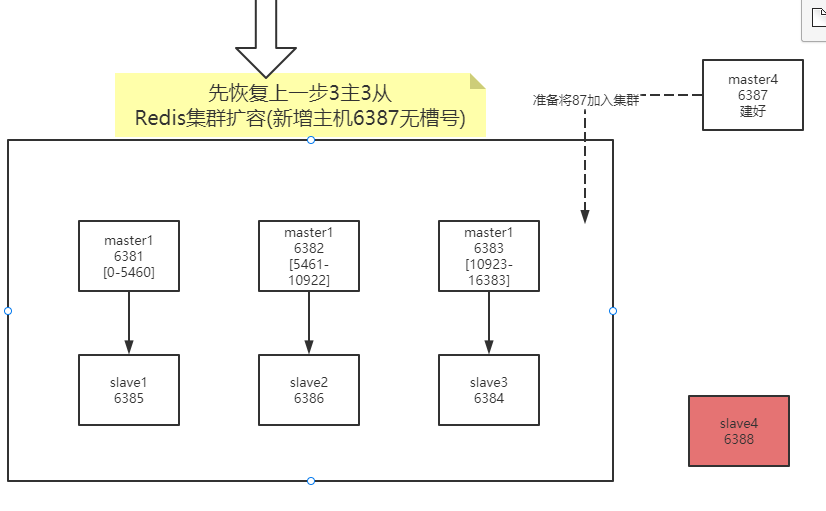 先恢复上一步3主3从
Redis集群扩容(新增主机6387无槽号)
准备将87加入集群
master4
6387
建好
master1
6381
[0-5460]
master1
6382
[5461-
10922]
master1
6383
[10923-
16383]
slave1
6385
slave2
6386
slave3
6384
slave4
6388